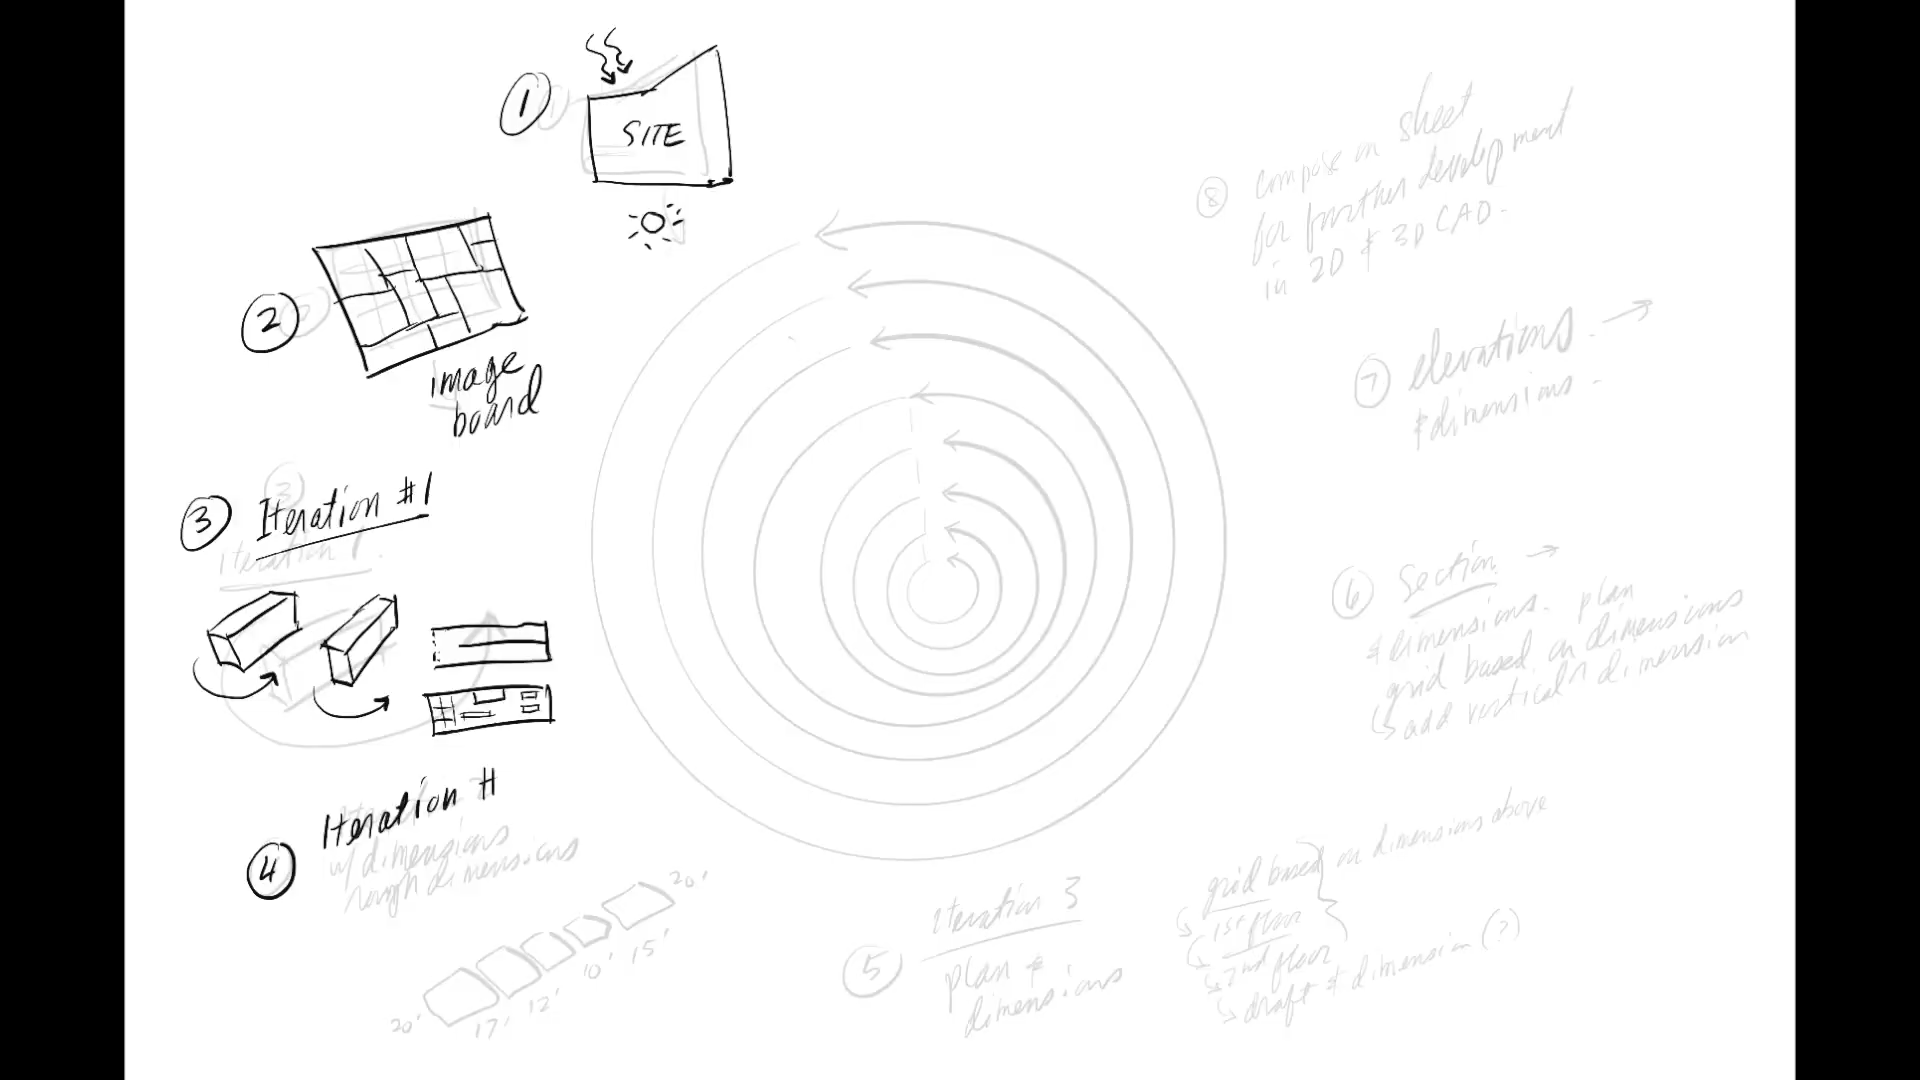 1
SITE
2
image
board
3
Iteration #1
Iteration 1.
4
Iteration #
w/ dimensions
rough dimensions
20'
17'
12'
10'
15'
20'
5
Iteration 3
plan &
dimensions
grid based on dimensions above
1st floor
2nd floor
draft & dimension (?)
6
Section
& dimensions. plan
grid based on dimensions
add vertical dimension
7
elevations.
& dimensions.
8
compose on sheet
for further development
in 2D & 3D CAD.